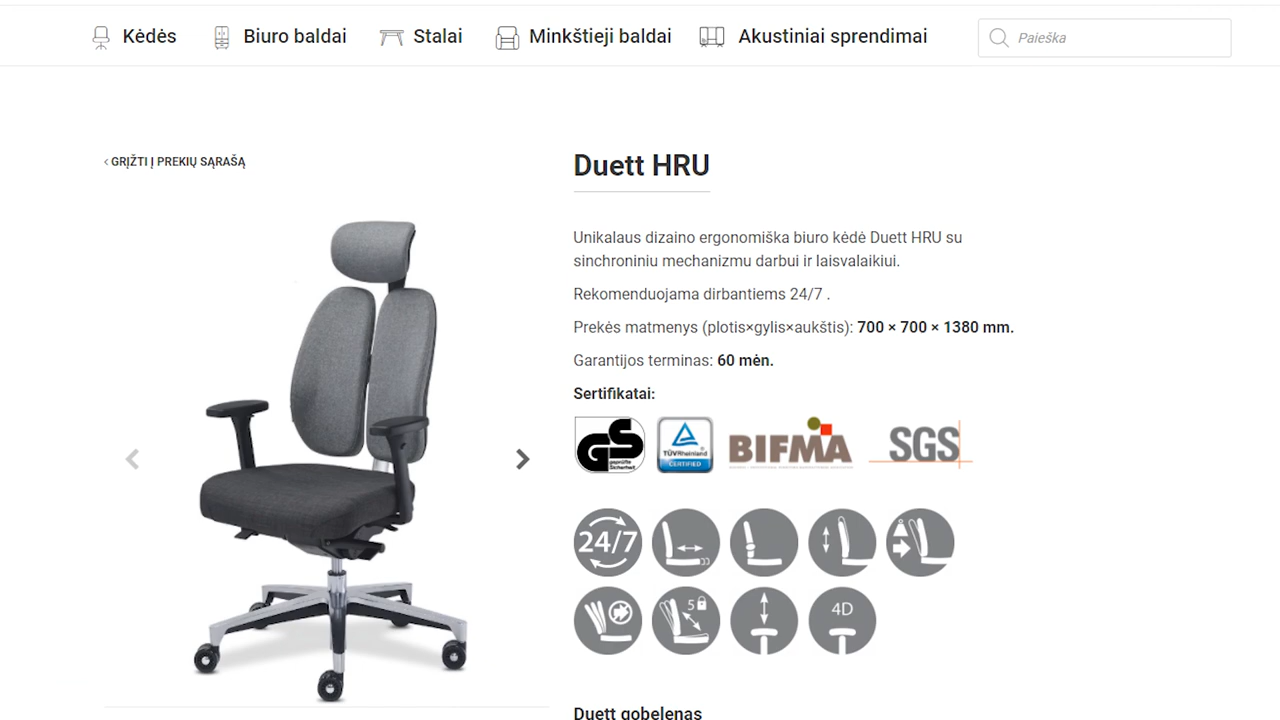 Kėdės Biuro baldai Stalai Minkštieji baldai Akustiniai sprendimai Paieška
‹ GRĮŽTI Į PREKIŲ SĄRAŠĄ
Duett HRU
Unikalaus dizaino ergonomiška biuro kėdė Duett HRU su
sinchroniniu mechanizmu darbui ir laisvalaikiui.
Rekomenduojama dirbantiems 24/7 .
Prekės matmenys (plotis×gylis×aukštis): 700 × 700 × 1380 mm.
Garantijos terminas: 60 mėn.
Sertifikatai:
GS geprüfte Sicherheit
TÜVRheinland
CERTIFIED
BIFMA
SGS
24/7
5
4D
Duett gobelenas